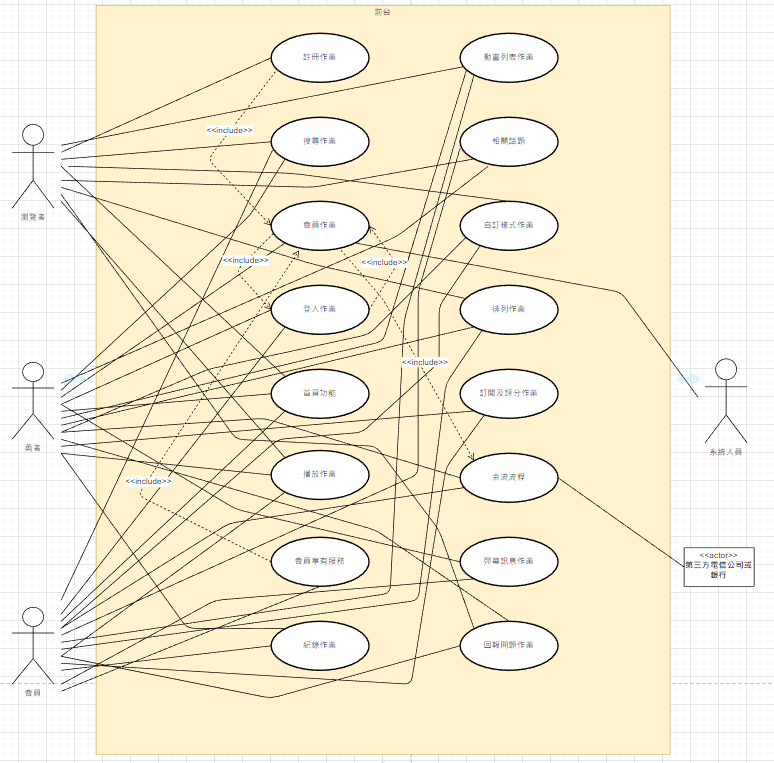 前台
註冊作業
動畫列表作業
<<include>>
搜尋作業
相關話題
瀏覽者
會員作業
自訂樣式作業
<<include>>
<<include>>
登入作業
排列作業
<<include>>
首頁功能
訂閱及評分作業
勇者
系統人員
播放作業
金流流程
<<include>>
會員享有服務
彈幕訊息作業
<<actor>>
第三方電信公司或
銀行
紀錄作業
回報問題作業
會員